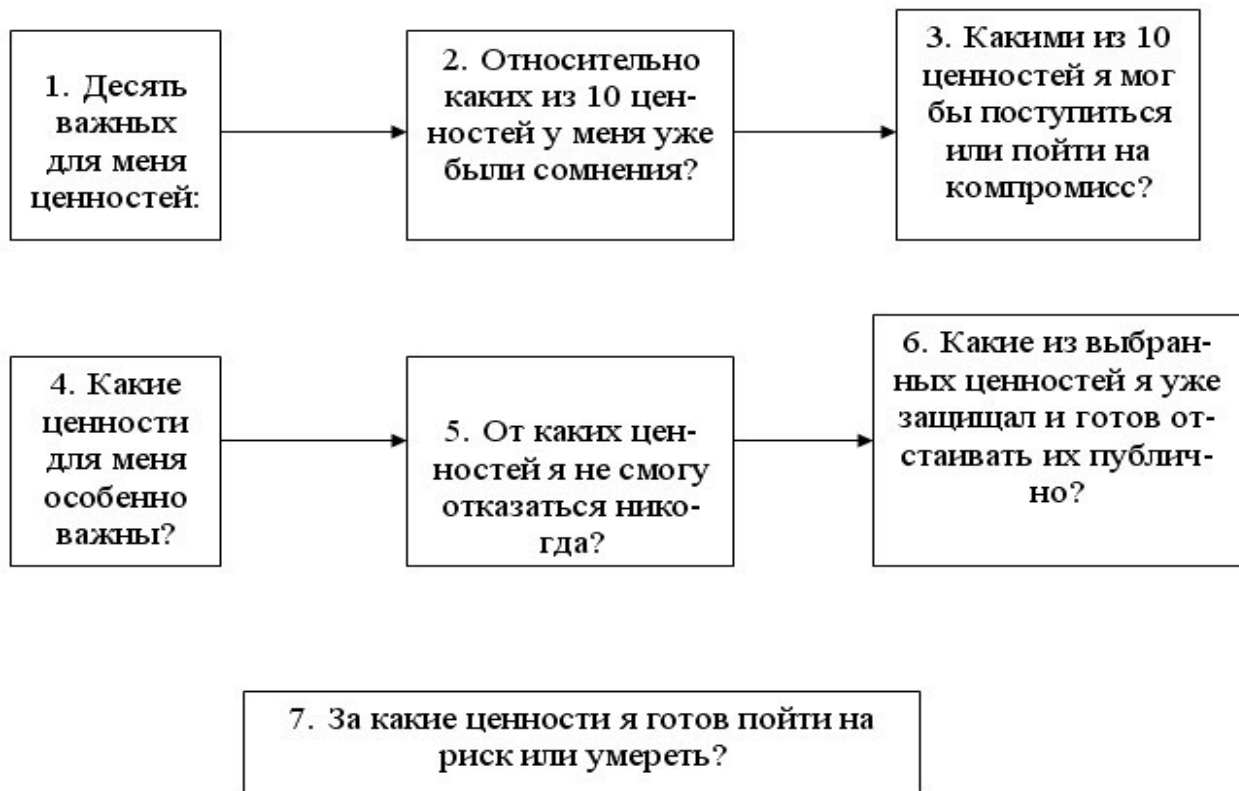 1. Десять
важных
для меня
ценностей:
2. Относительно
каких из 10 цен-
ностей у меня уже
были сомнения?
3. Какими из 10
ценностей я мог
бы поступиться
или пойти на
компромисс?
4. Какие
ценности
для меня
особенно
важны?
5. От каких цен-
ностей я не смогу
отказаться нико-
гда?
6. Какие из выбран-
ных ценностей я уже
защищал и готов от-
стаивать их публич-
но?
7. За какие ценности я готов пойти на
риск или умереть?